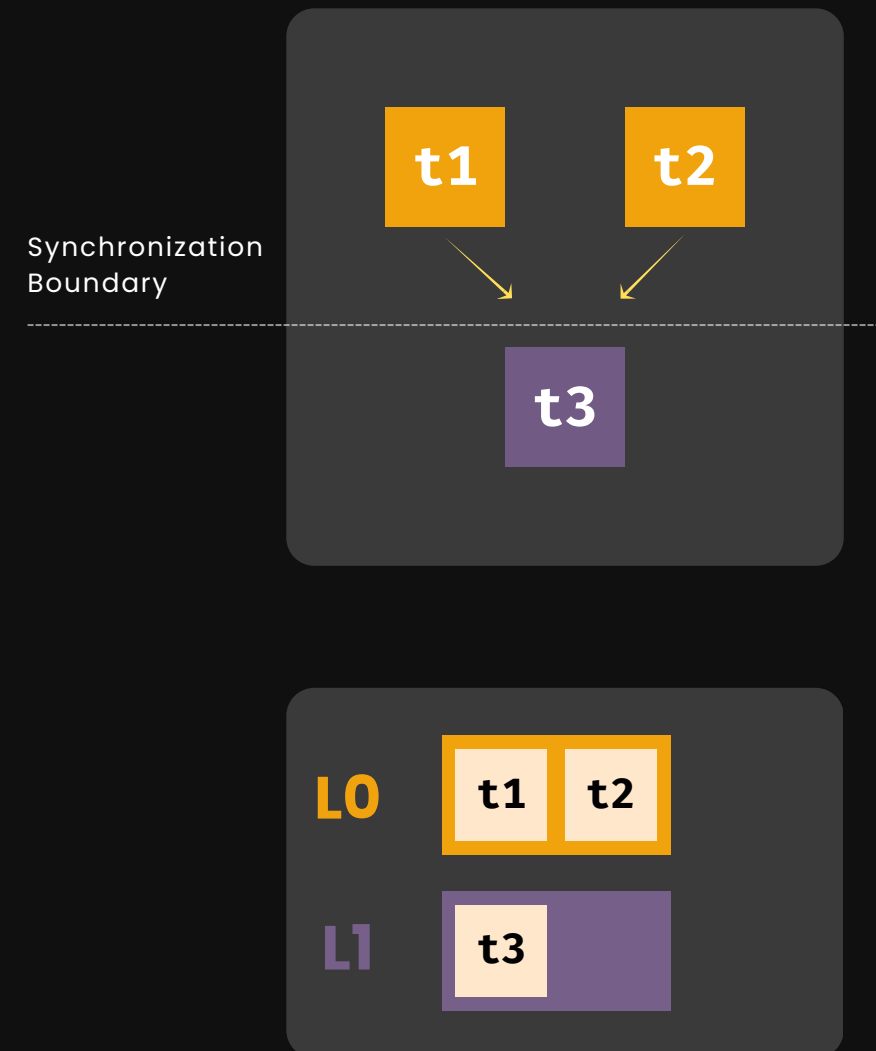 t1 t2
Synchronization
Boundary
t3
L0 t1 t2
L1 t3